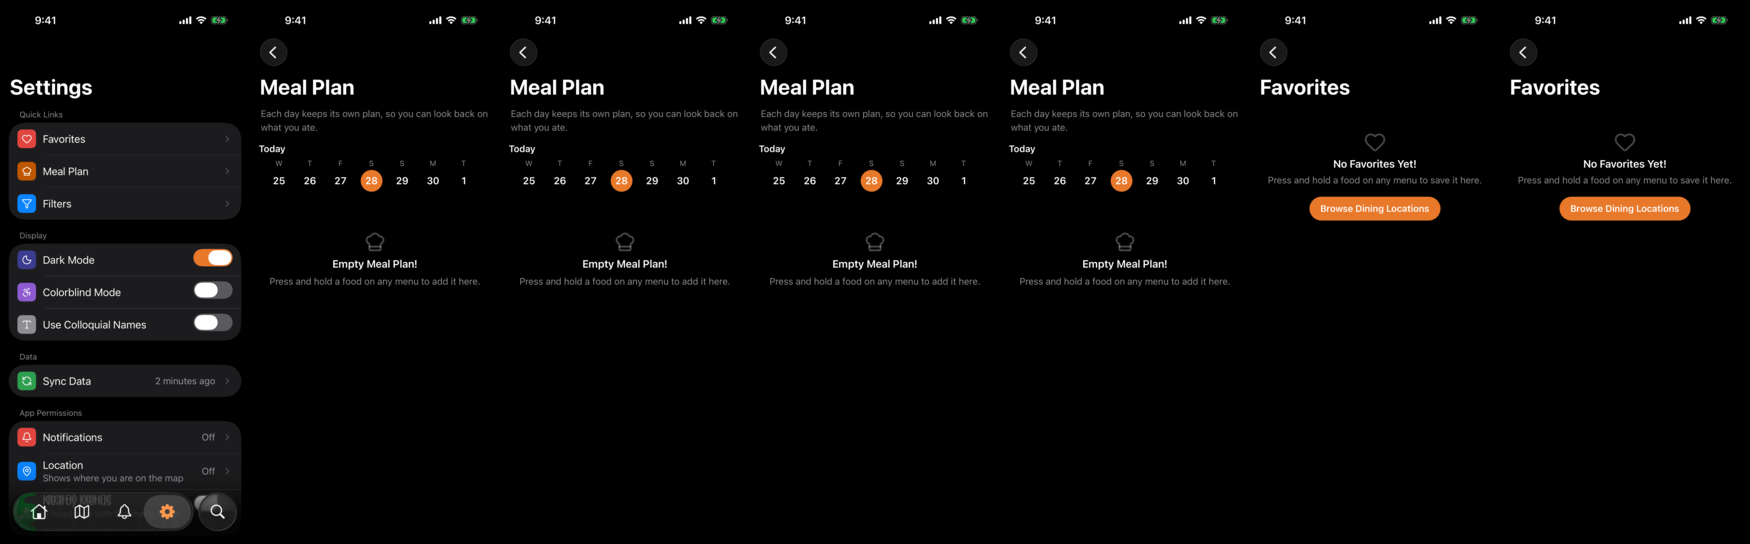 9:41
Settings
Quick Links
Favorites
Meal Plan
Filters
Display
Dark Mode
Colorblind Mode
Use Colloquial Names
Data
Sync Data 2 minutes ago
App Permissions
Notifications Off
Location Off
Shows where you are on the map
9:41
Meal Plan
Each day keeps its own plan, so you can look back on
what you ate.
Today
W T F S S M T
25 26 27 28 29 30 1
Empty Meal Plan!
Press and hold a food on any menu to add it here.
9:41
Meal Plan
Each day keeps its own plan, so you can look back on
what you ate.
Today
W T F S S M T
25 26 27 28 29 30 1
Empty Meal Plan!
Press and hold a food on any menu to add it here.
9:41
Meal Plan
Each day keeps its own plan, so you can look back on
what you ate.
Today
W T F S S M T
25 26 27 28 29 30 1
Empty Meal Plan!
Press and hold a food on any menu to add it here.
9:41
Meal Plan
Each day keeps its own plan, so you can look back on
what you ate.
Today
W T F S S M T
25 26 27 28 29 30 1
Empty Meal Plan!
Press and hold a food on any menu to add it here.
9:41
Favorites
No Favorites Yet!
Press and hold a food on any menu to save it here.
Browse Dining Locations
9:41
Favorites
No Favorites Yet!
Press and hold a food on any menu to save it here.
Browse Dining Locations